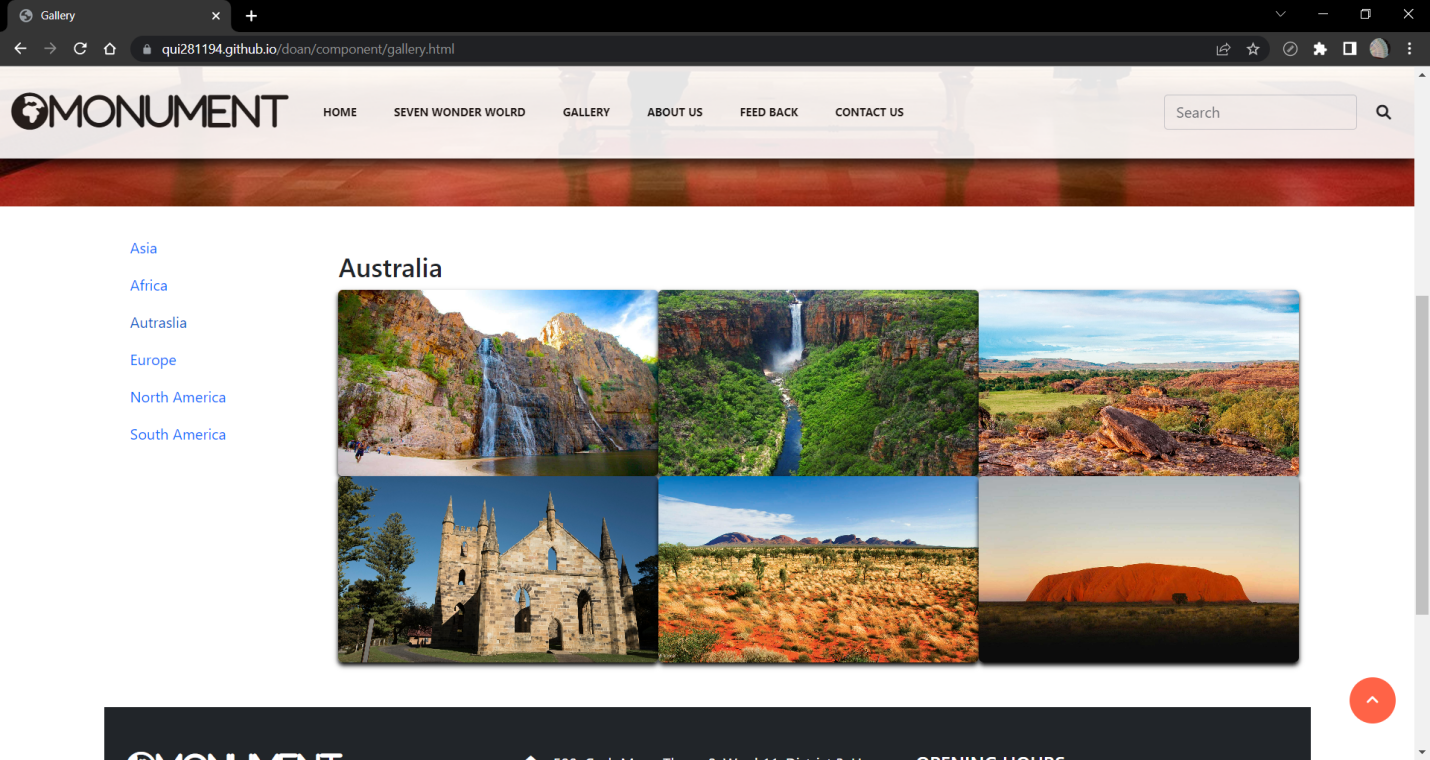 Gallery
qui281194.github.io/doan/component/gallery.html
MONUMENT
HOME
SEVEN WONDER WOLRD
GALLERY
ABOUT US
FEED BACK
CONTACT US
Search
Asia
Africa
Autraslia
Europe
North America
South America
Australia
MONUMENT
OPENING HOURS